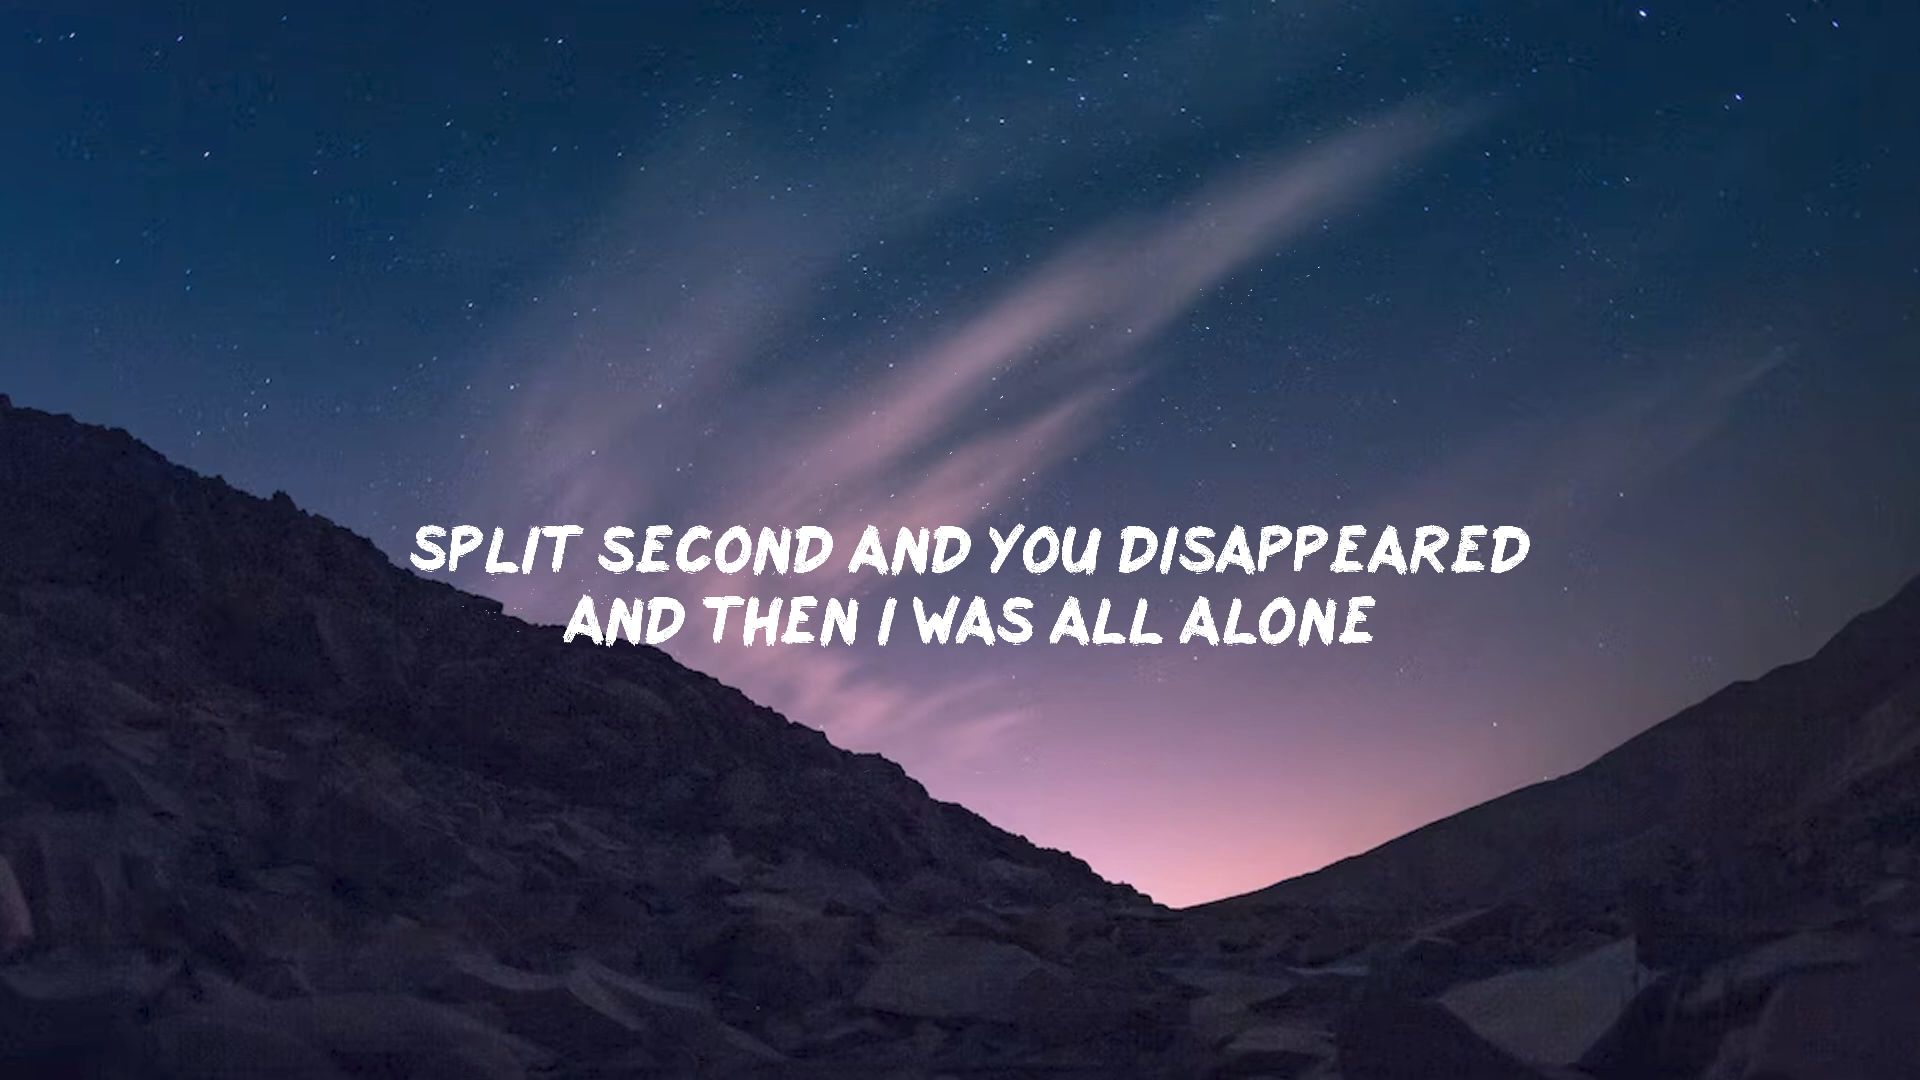 SPLIT SECOND AND YOU DISAPPEARED
AND THEN I WAS ALL ALONE